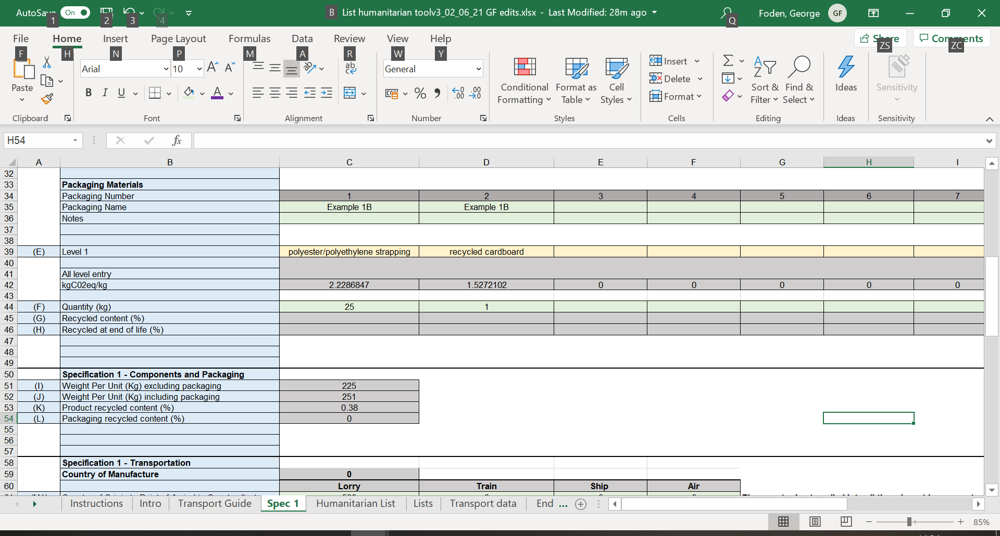 AutoSave On B List humanitarian toolv3_02_06_21 GF edits.xlsx - Last Modified: 28m ago Foden, George GF
1 2 3 4 Q
File Home Insert Page Layout Formulas Data Review View Help Share Comments
F H N P M A R W Y ZS ZC
Arial 10 General
Paste
B I U
Conditional Formatting
Format as Table
Cell Styles
Insert
Delete
Format
Sort & Filter
Find & Select
Ideas
Sensitivity
Clipboard Font Alignment Number Styles Cells Editing Ideas Sensitivity
H54 fx
A B C D E F G H I
32
33 Packaging Materials
34 Packaging Number 1 2 3 4 5 6 7
35 Packaging Name Example 1B Example 1B
36 Notes
37
38
39 (E) Level 1 polyester/polyethylene strapping recycled cardboard
40
41 All level entry
42 kgC02eq/kg 2.2286847 1.5272102 0 0 0 0 0
43
44 (F) Quantity (kg) 25 1
45 (G) Recycled content (%)
46 (H) Recycled at end of life (%)
47
48
49
50 Specification 1 - Components and Packaging
51 (I) Weight Per Unit (Kg) excluding packaging 225
52 (J) Weight Per Unit (Kg) including packaging 251
53 (K) Product recycled content (%) 0.38
54 (L) Packaging recycled content (%) 0
55
56
57
58 Specification 1 - Transportation
59 Country of Manufacture 0
60 Lorry Train Ship Air
Instructions Intro Transport Guide Spec 1 Humanitarian List Lists Transport data End ...
85%